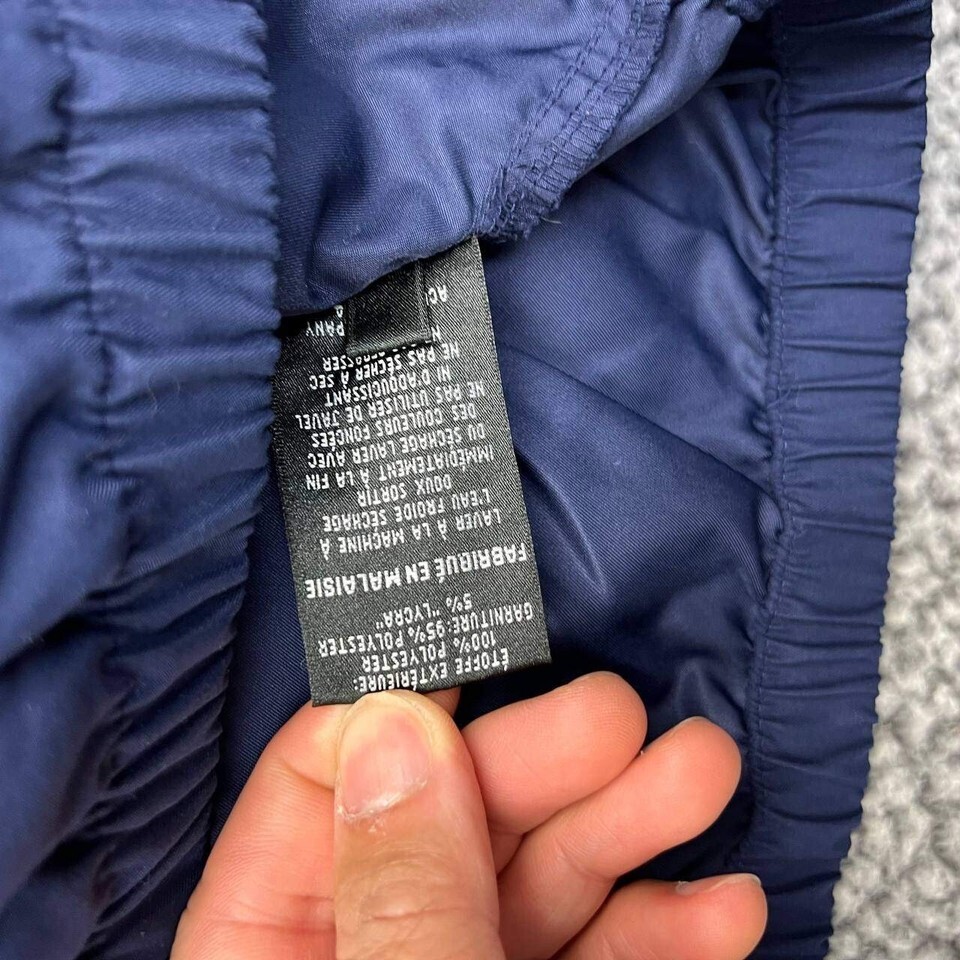 ÉTOFFE EXTÉRIEURE:
100% POLYESTER
GARNITURE: 95% POLYESTER
5% "LYCRA"
FABRIQUÉ EN MALAISIE
LAVER À LA MACHINE À
L'EAU FROIDE SÉCHAGE
DOUX SORTIR
IMMÉDIATEMENT À LA FIN
DU SÉCHAGE LAVER AVEC
DES COULEURS FONCÉES
NE PAS UTILISER DE JAVEL
NI D'ADOUCISSANT
NE PAS SÉCHER À SEC
N
PANY
&
AC